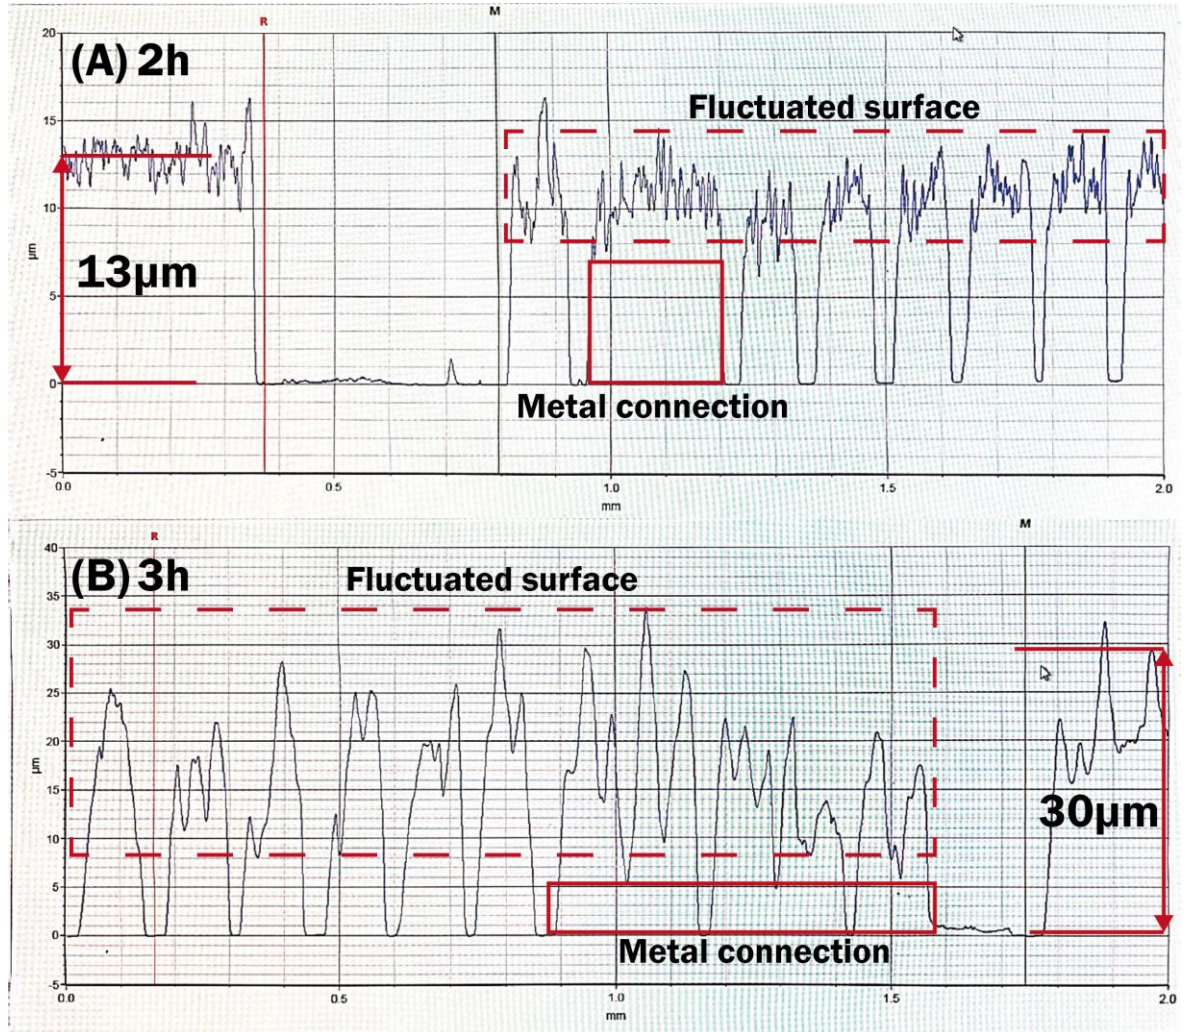 R
M
(A) 2h
20
15
10
5
0
-5
µm
Fluctuated surface
13µm
Metal connection
0.0 0.5 1.0 1.5 2.0
mm
R
M
(B) 3h
40
35
30
25
20
15
10
5
0
-5
µm
Fluctuated surface
30µm
Metal connection
0.0 0.5 1.0 1.5 2.0
mm